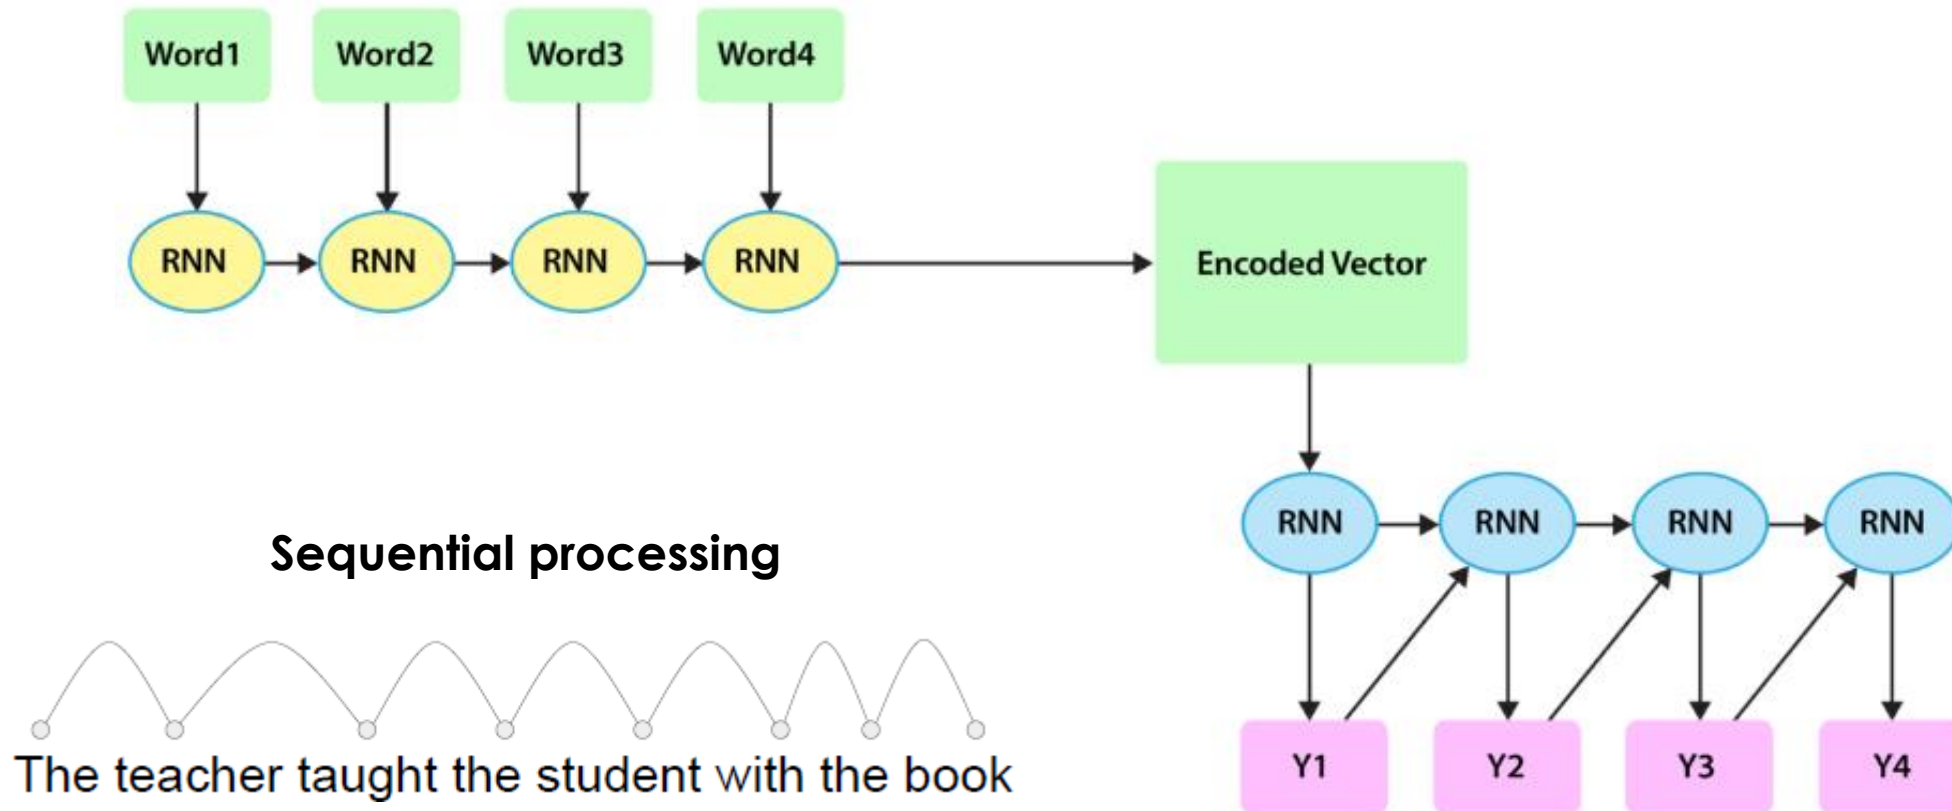 Word1 Word2 Word3 Word4
RNN RNN RNN RNN
Encoded Vector
RNN RNN RNN RNN
Sequential processing
Y1 Y2 Y3 Y4
The teacher taught the student with the book